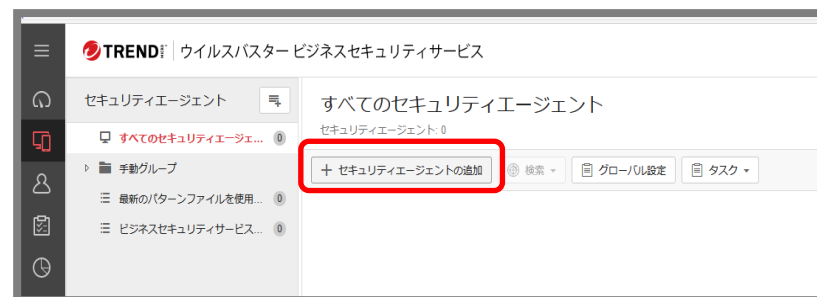 TREND ウイルスバスター ビジネスセキュリティサービス
セキュリティエージェント
すべてのセキュリティエージェ... 0
手動グループ
最新のパターンファイルを使用... 0
ビジネスセキュリティサービス... 0
すべてのセキュリティエージェント
セキュリティエージェント: 0
+ セキュリティエージェントの追加 検索 グローバル設定 タスク